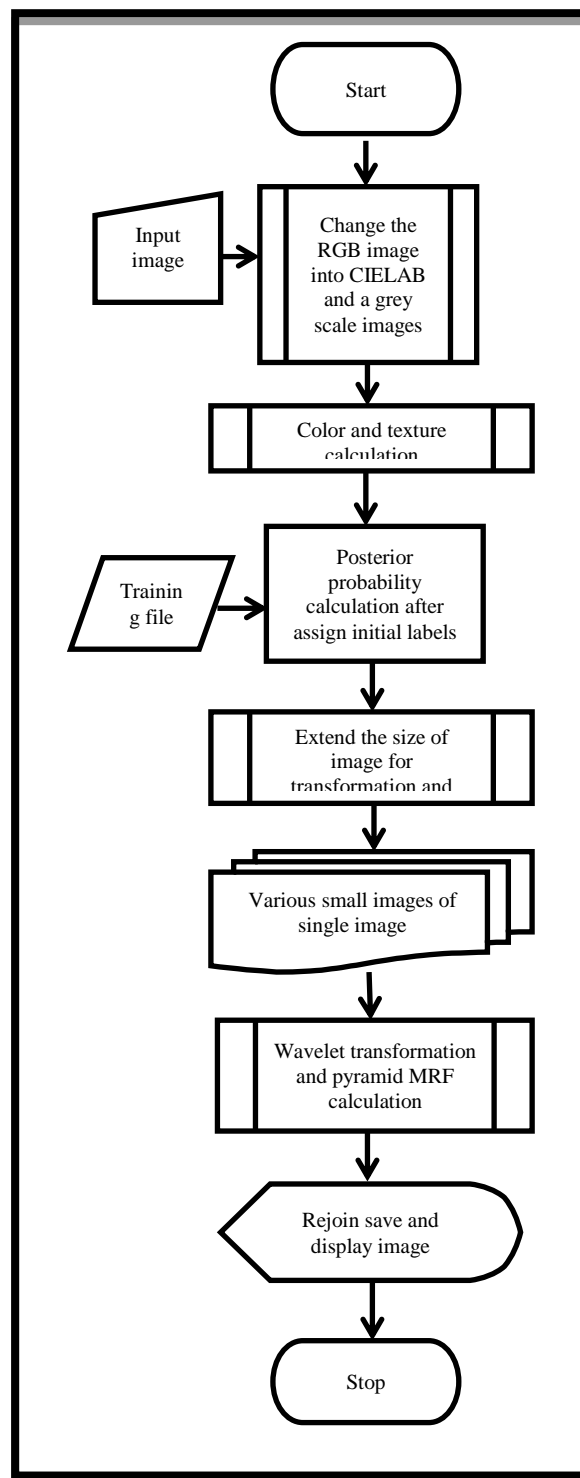 Start
Input
image
Change the
RGB image
into CIELAB
and a grey
scale images
Color and texture
calculation
Trainin
g file
Posterior
probability
calculation after
assign initial labels
Extend the size of
image for
transformation and
Various small images of
single image
Wavelet transformation
and pyramid MRF
calculation
Rejoin save and
display image
Stop